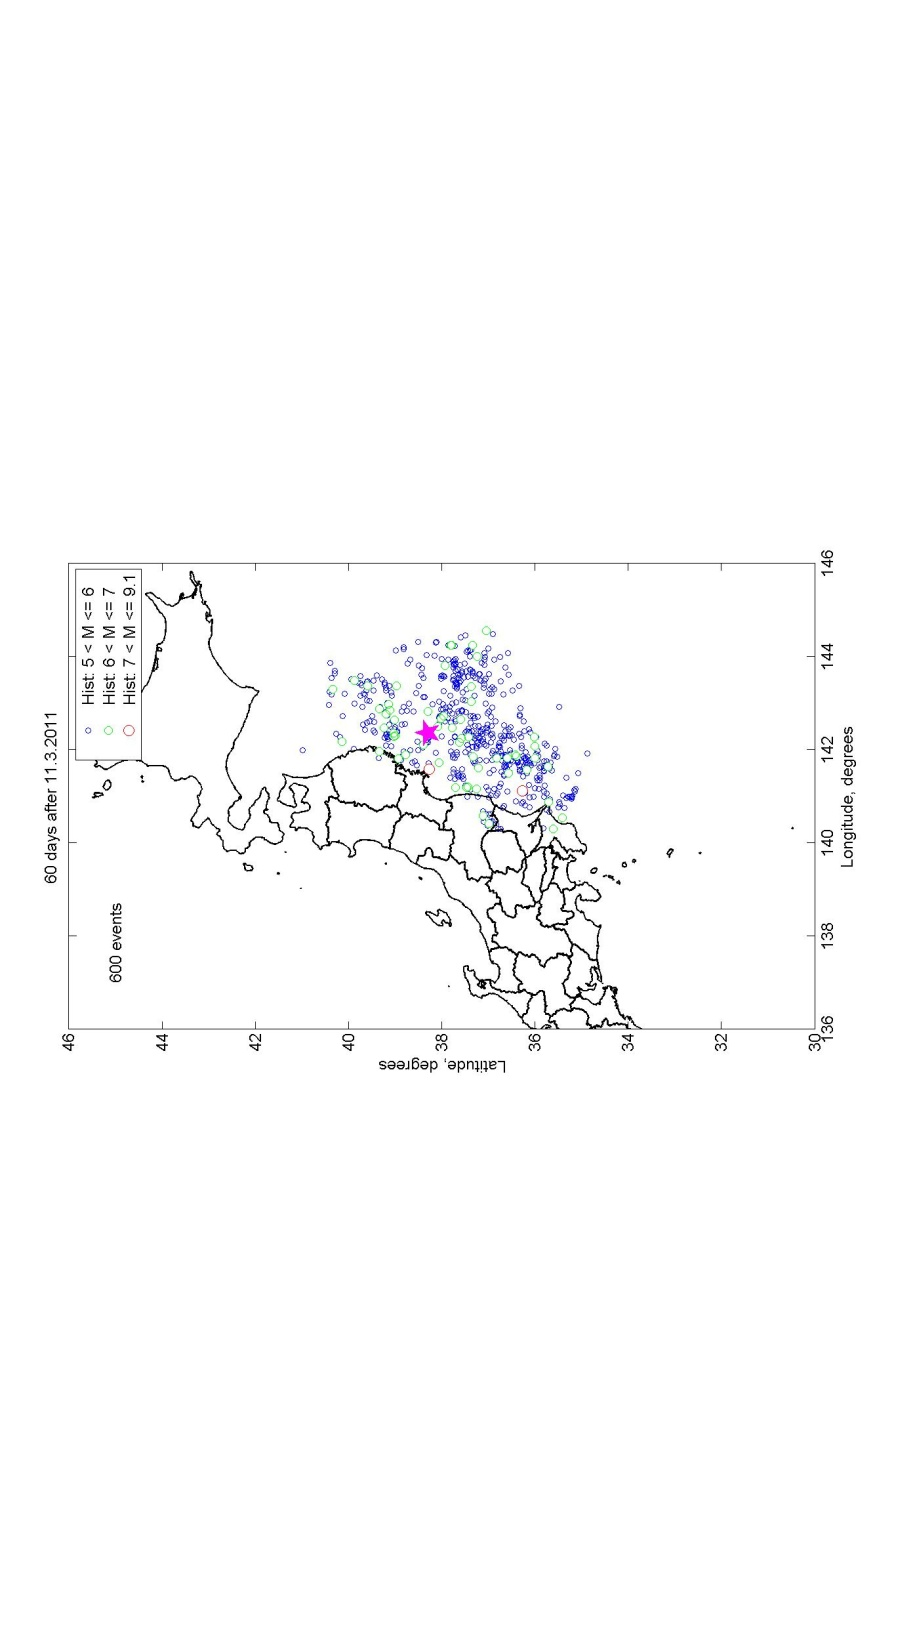 60 days after 11.3.2011
600 events
Hist: 5 < M <= 6
Hist: 6 < M <= 7
Hist: 7 < M <= 9.1
Latitude, degrees
46
44
42
40
38
36
34
32
30
136
138
140
142
144
146
Longitude, degrees